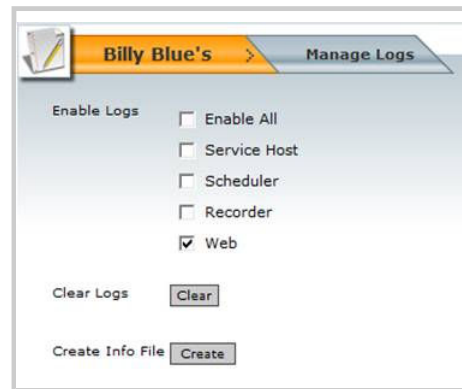 Billy Blue's > Manage Logs
Enable Logs
Enable All
Service Host
Scheduler
Recorder
Web
Clear Logs Clear
Create Info File Create